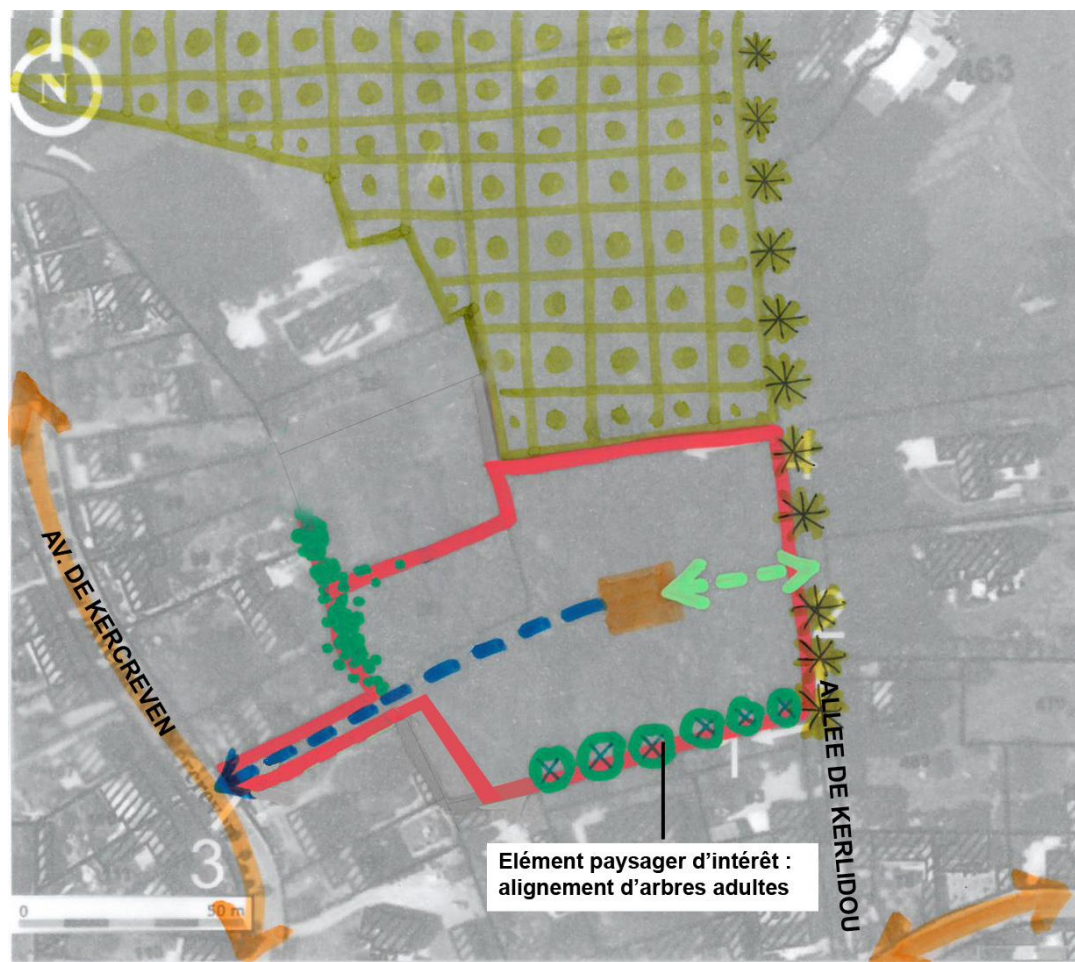 N
463
AV. DE KERCREVEN
ALLEE DE KERLIDOU
3
0 50 m
Elément paysager d’intérêt :
alignement d’arbres adultes